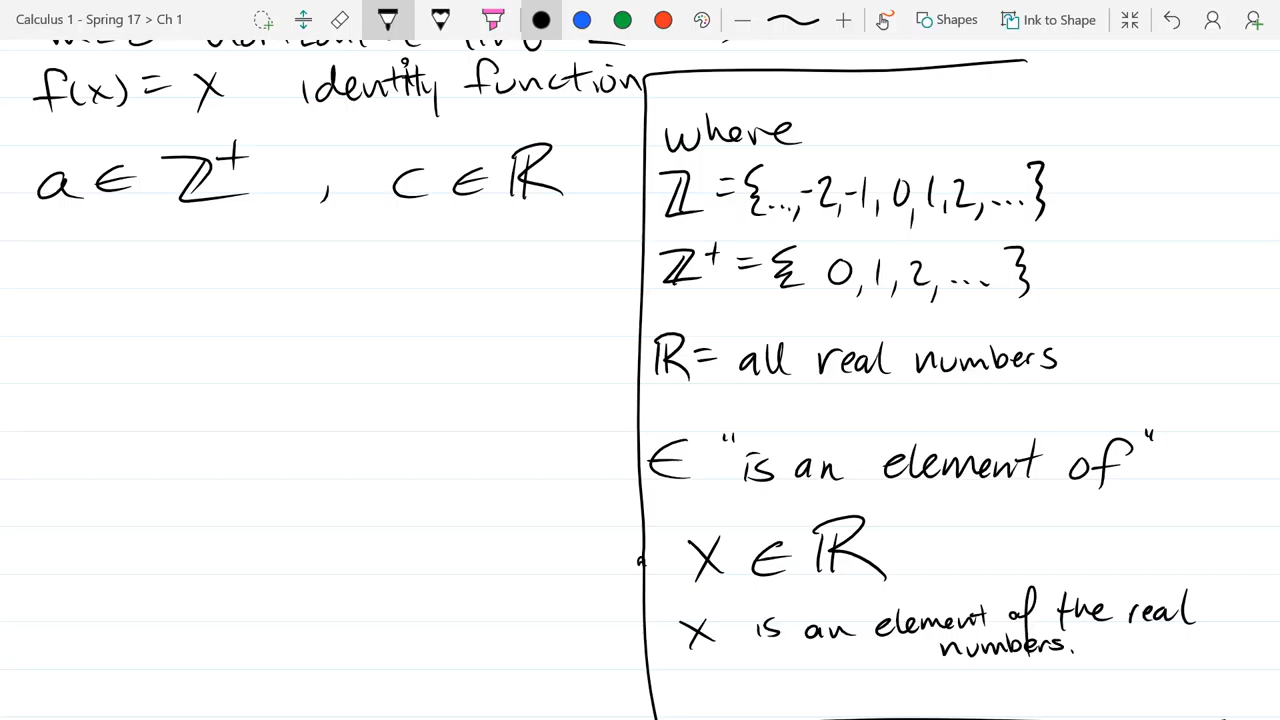 Calculus 1 - Spring 17 > Ch 1
Shapes
Ink to Shape
f(x) = x identity function
a ∈ ℤ⁺ , c ∈ ℝ
where
ℤ = {..., -2, -1, 0, 1, 2, ...}
ℤ⁺ = { 0, 1, 2, ... }
ℝ = all real numbers
∈ "is an element of"
x ∈ ℝ
x is an element of the real
numbers.